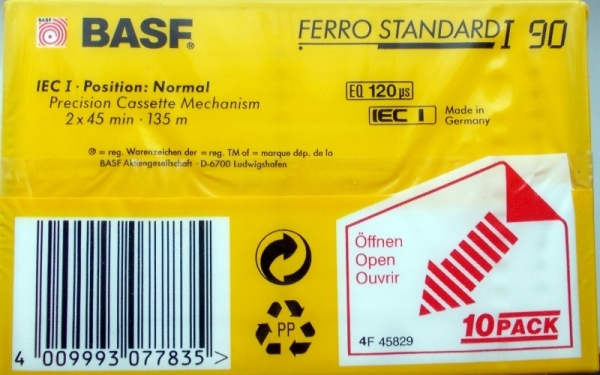 BASF BASF®
FERRO STANDARD I 90
IEC I · Position: Normal
Precision Cassette Mechanism
2 x 45 min · 135 m
EQ 120 µs
IEC I
Made in
Germany
® = reg. Warenzeichen der = reg. TM of = marque dép. de la
BASF Aktiengesellschaft · D-6700 Ludwigshafen
Öffnen
Open
Ouvrir
10 PACK
4F 45829
PP
4 009993 077835 >